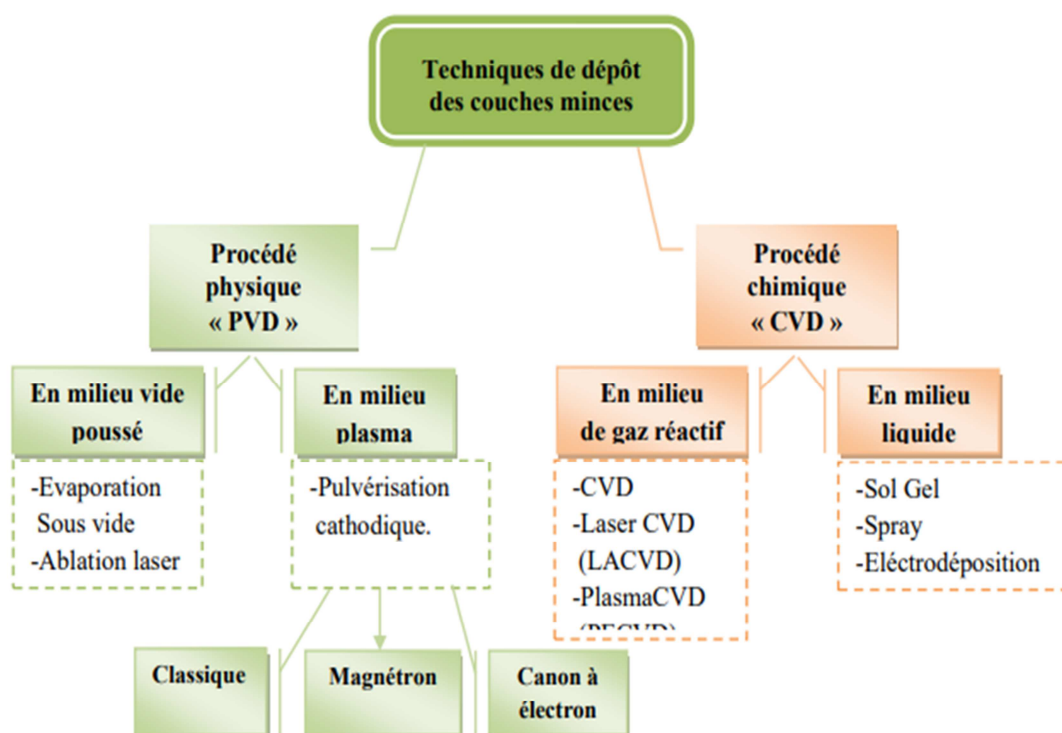 Techniques de dépôt
des couches minces
Procédé
physique
« PVD »
Procédé
chimique
« CVD »
En milieu vide
poussé
En milieu
plasma
En milieu
de gaz réactif
En milieu
liquide
-Evaporation
Sous vide
-Ablation laser
-Pulvérisation
cathodique.
-CVD
-Laser CVD
(LACVD)
-PlasmaCVD
(PECVD)
-Sol Gel
-Spray
-Eléctrodéposition
Classique
Magnétron
Canon à
électron